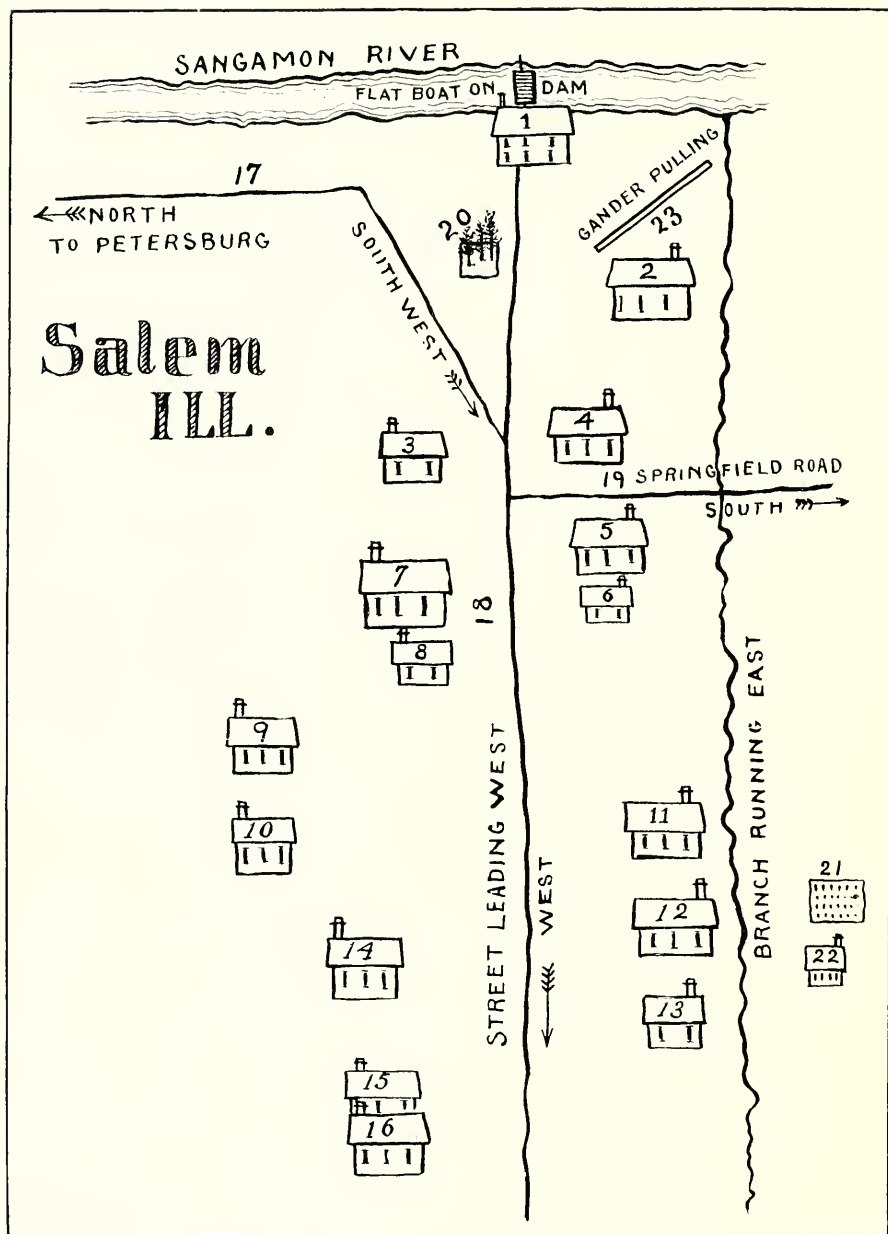 SANGAMON RIVER
FLAT BOAT ON DAM
1
17
NORTH
TO PETERSBURG
SOUTH WEST
20
GANDER PULLING
23
2
Salem
ILL.
3
4
19 SPRINGFIELD ROAD
SOUTH
5
6
7
8
18
9
10
STREET LEADING WEST
WEST
11
12
13
BRANCH RUNNING EAST
21
22
14
15
16